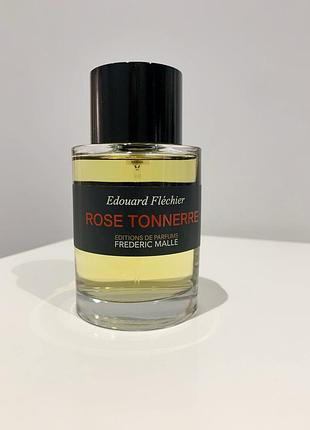 Edouard Fléchier
ROSE TONNERRE
EDITIONS DE PARFUMS
FREDERIC MALLE